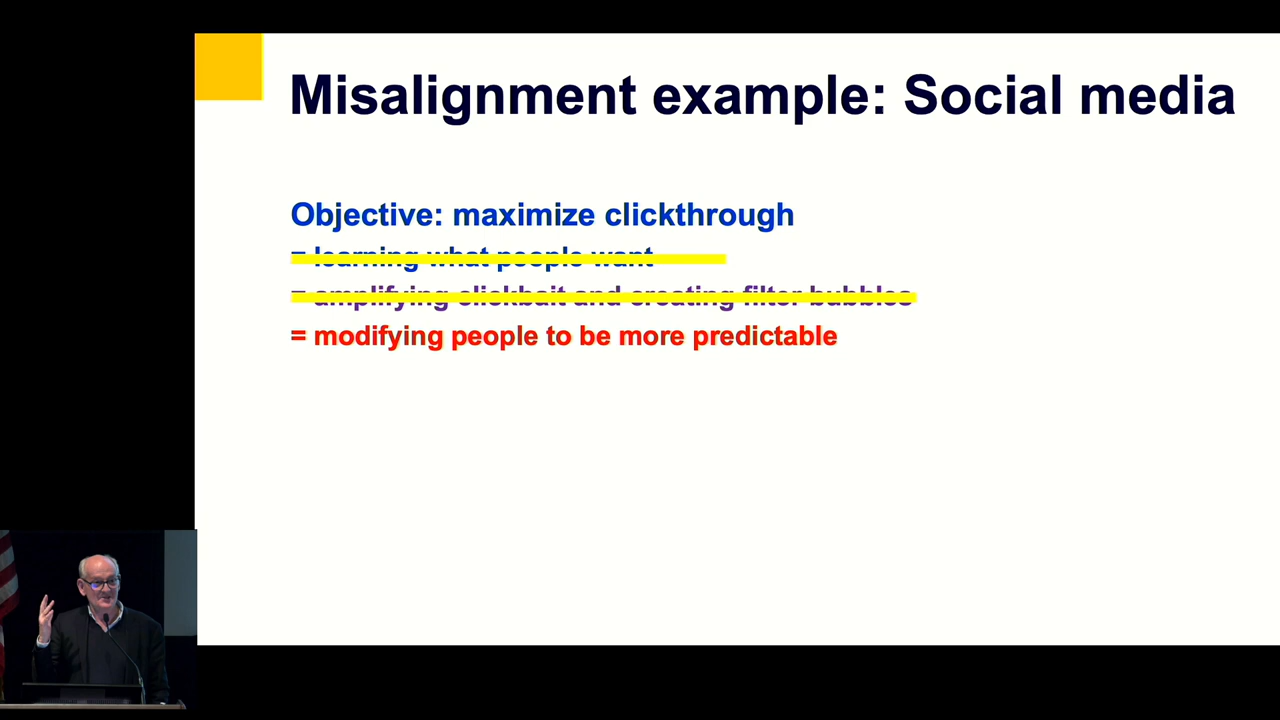 Misalignment example: Social media
Objective: maximize clickthrough
= learning what people want
= amplifying clickbait and creating filter bubbles
= modifying people to be more predictable